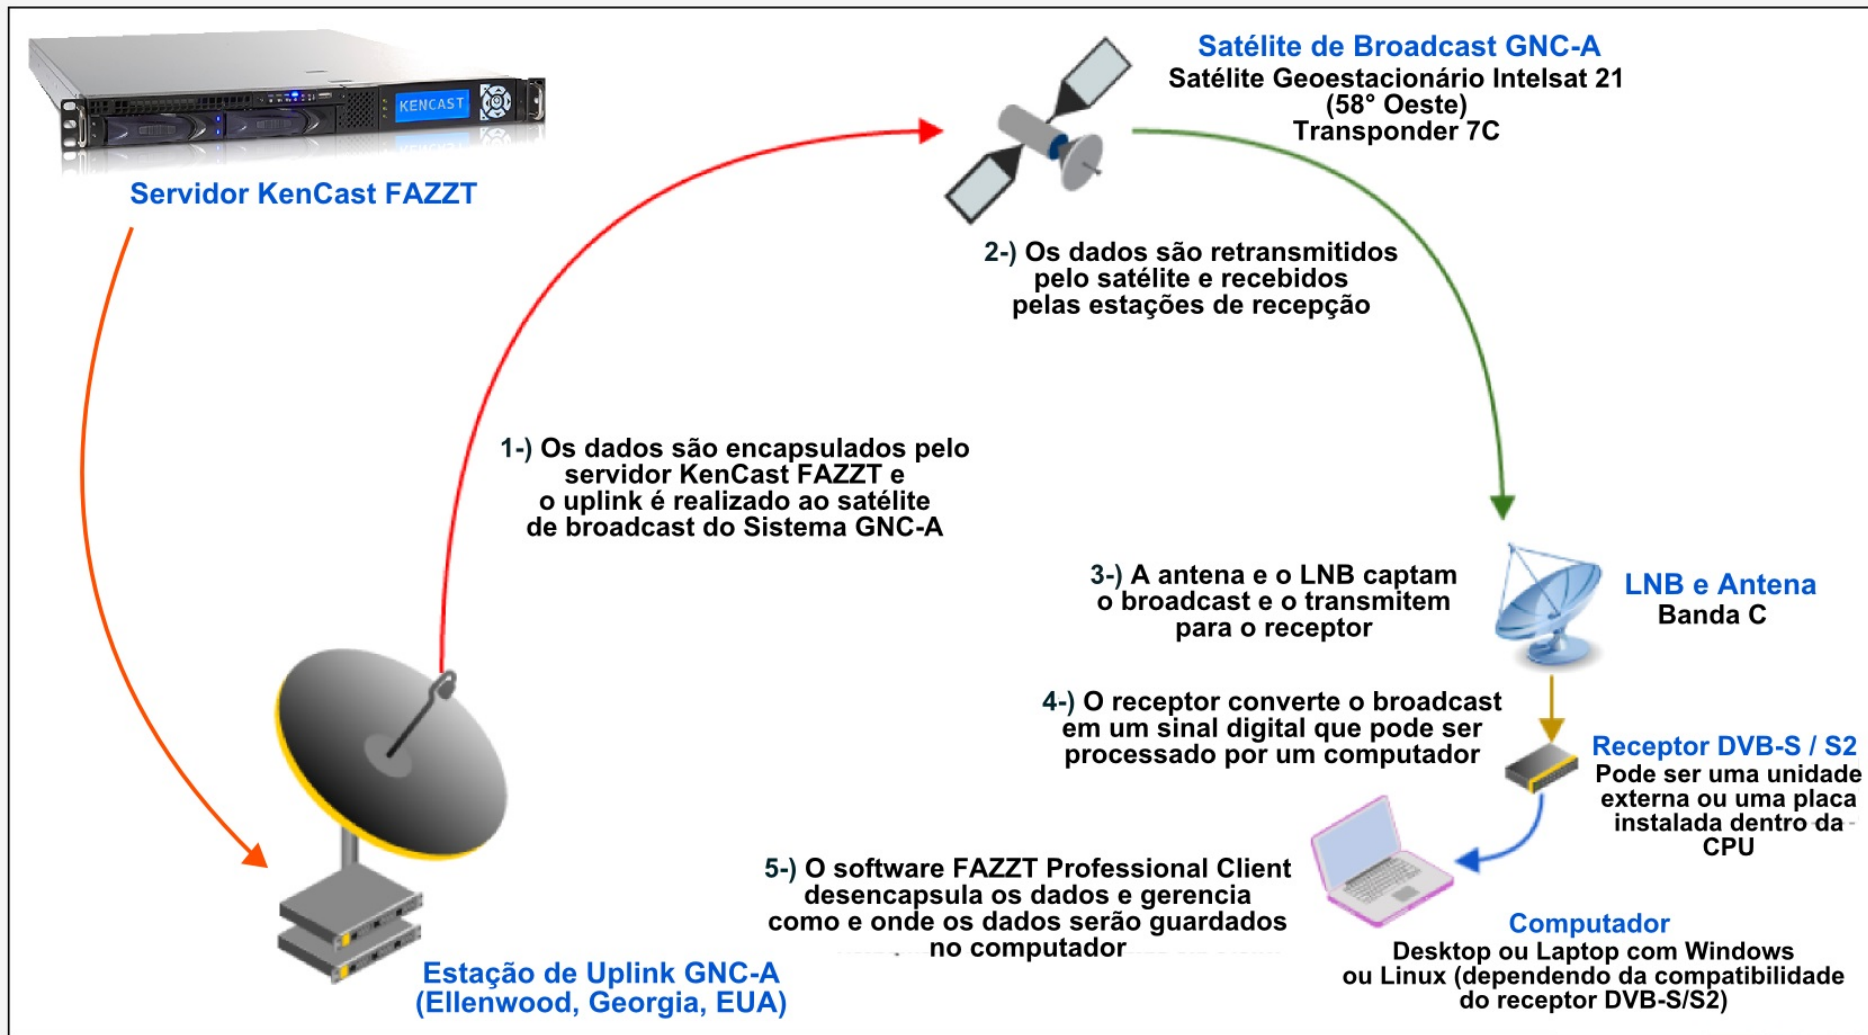 KENCAST
Servidor KenCast FAZZT
Satélite de Broadcast GNC-A
Satélite Geoestacionário Intelsat 21
(58° Oeste)
Transponder 7C
2-) Os dados são retransmitidos
pelo satélite e recebidos
pelas estações de recepção
1-) Os dados são encapsulados pelo
servidor KenCast FAZZT e
o uplink é realizado ao satélite
de broadcast do Sistema GNC-A
3-) A antena e o LNB captam
o broadcast e o transmitem
para o receptor
LNB e Antena
Banda C
4-) O receptor converte o broadcast
em um sinal digital que pode ser
processado por um computador
Receptor DVB-S / S2
Pode ser uma unidade
externa ou uma placa
instalada dentro da
CPU
5-) O software FAZZT Professional Client
desencapsula os dados e gerencia
como e onde os dados serão guardados
no computador
Computador
Desktop ou Laptop com Windows
ou Linux (dependendo da compatibilidade
do receptor DVB-S/S2)
Estação de Uplink GNC-A
(Ellenwood, Georgia, EUA)